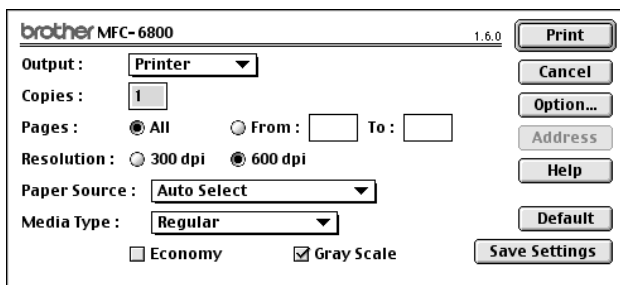 brother MFC-6800 1.6.0 Print
Output : Printer Cancel
Copies : 1 Option...
Pages : All From : To : Address
Resolution : 300 dpi 600 dpi Help
Paper Source : Auto Select
Media Type : Regular Default
Economy Gray Scale Save Settings